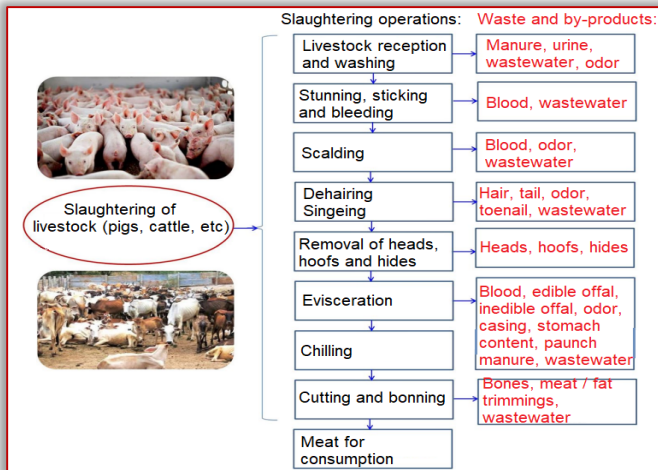 Slaughtering operations:
Waste and by-products:
Livestock reception
and washing
Manure, urine,
wastewater, odor
Stunning, sticking
and bleeding
Blood, wastewater
Scalding
Blood, odor,
wastewater
Slaughtering of
livestock (pigs, cattle, etc)
Dehairing
Singeing
Hair, tail, odor,
toenail, wastewater
Removal of heads,
hoofs and hides
Heads, hoofs, hides
Evisceration
Blood, edible offal,
inedible offal, odor,
casing, stomach
content, paunch
manure, wastewater
Chilling
Cutting and bonning
Bones, meat / fat
trimmings,
wastewater
Meat for
consumption